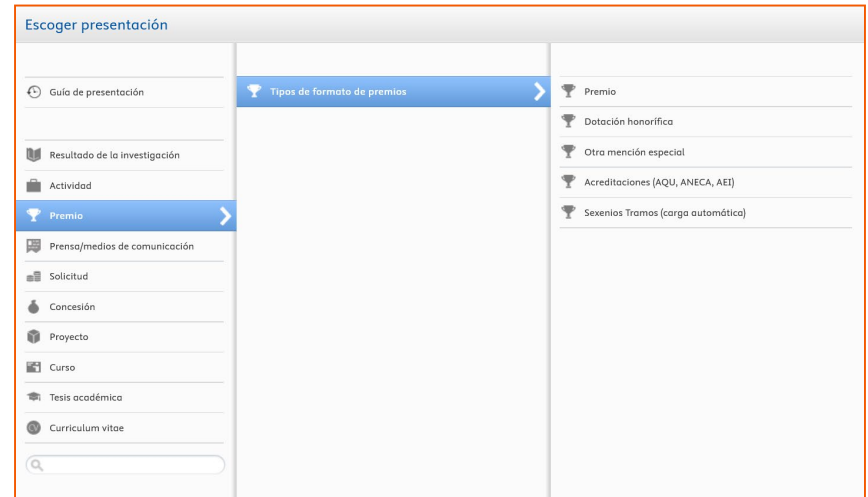 Escoger presentación
Guía de presentación
Resultado de la investigación
Actividad
Premio
Prensa/medios de comunicación
Solicitud
Concesión
Proyecto
Curso
Tesis académica
Curriculum vitae
Tipos de formato de premios
Premio
Dotación honorífica
Otra mención especial
Acreditaciones (AQU, ANECA, AEI)
Sexenios Tramos (carga automática)